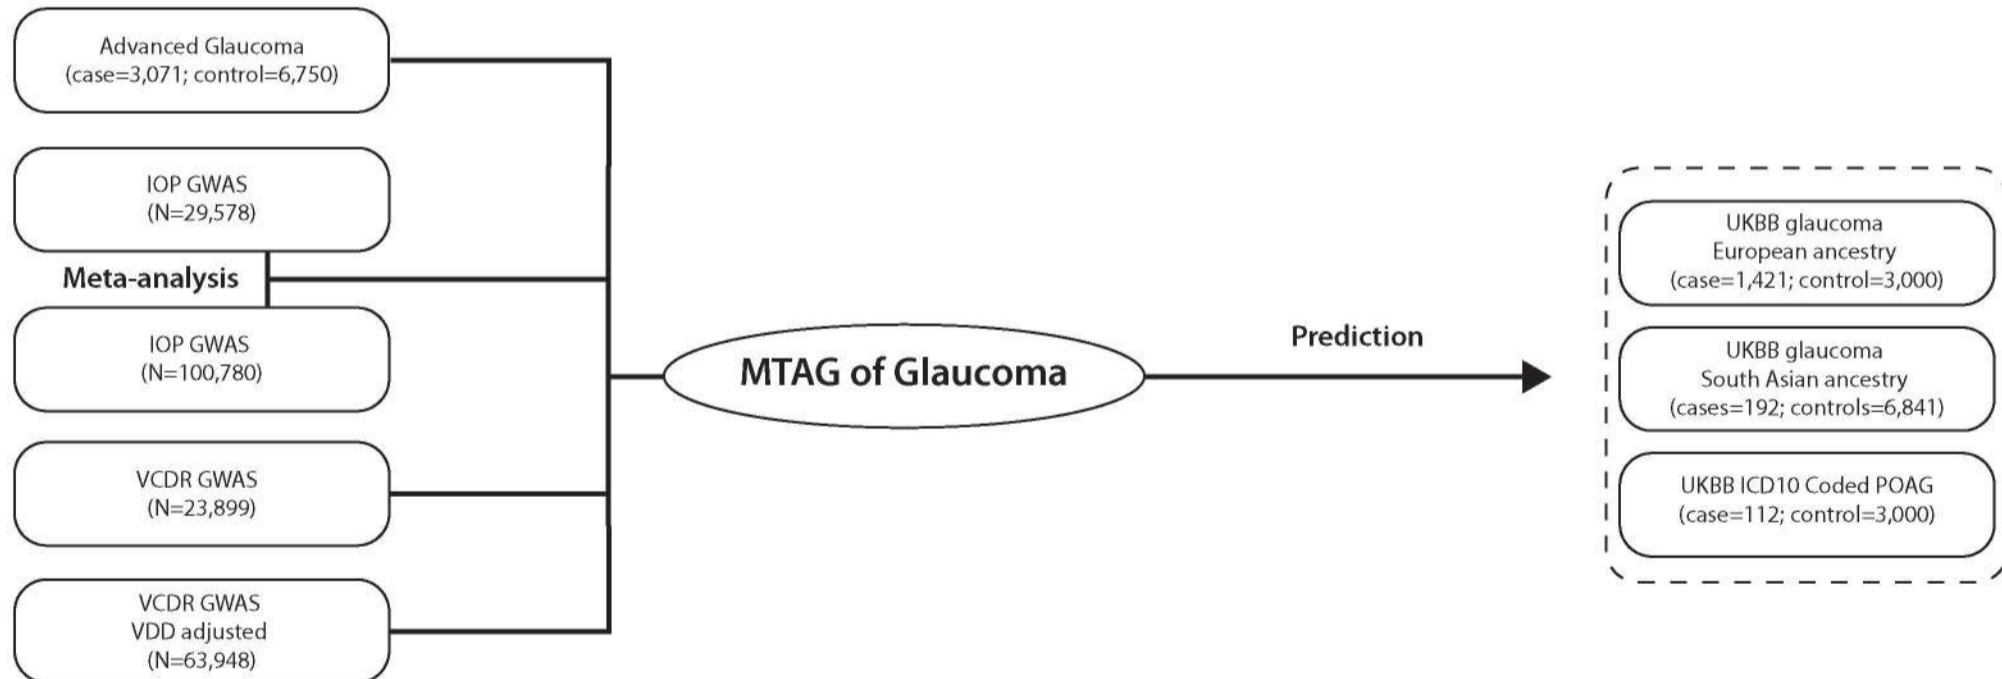 Advanced Glaucoma
(case=3,071; control=6,750)
IOP GWAS
(N=29,578)
Meta-analysis
IOP GWAS
(N=100,780)
VCDR GWAS
(N=23,899)
VCDR GWAS
VDD adjusted
(N=63,948)
MTAG of Glaucoma
Prediction
UKBB glaucoma
European ancestry
(case=1,421; control=3,000)
UKBB glaucoma
South Asian ancestry
(cases=192; controls=6,841)
UKBB ICD10 Coded POAG
(case=112; control=3,000)